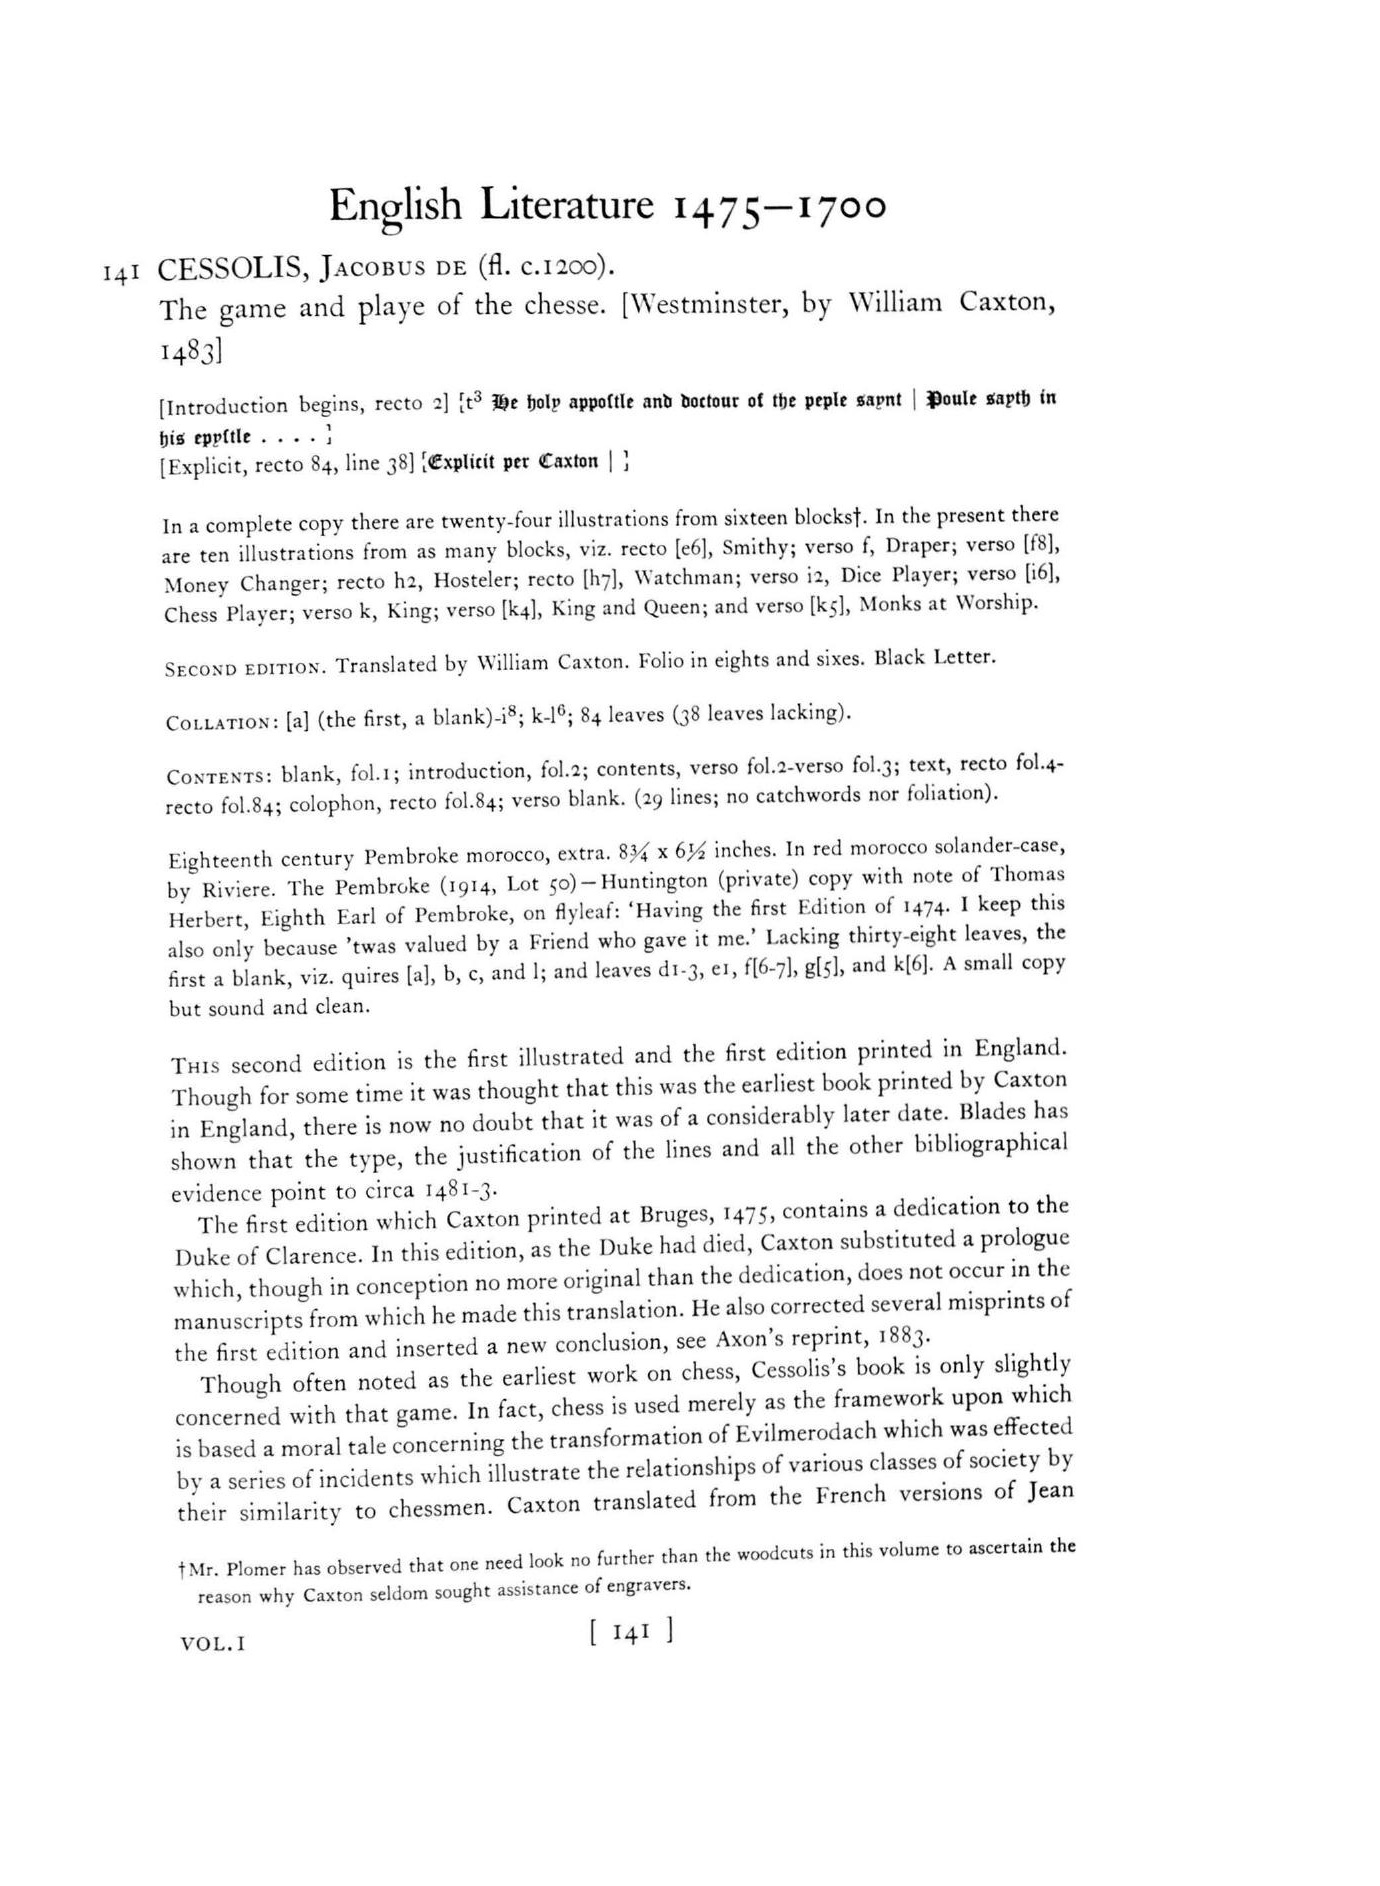 English Literature 1475–1700
141 CESSOLIS, JACOBUS DE (fl. c.1200).
The game and playe of the chesse. [Westminster, by William Caxton,
1483]
[Introduction begins, recto 2] {t³ He holy appoſtle and doctour of the peple saynt | Poule sayth in
his epyſtle . . . . }
[Explicit, recto 84, line 38] {Explicit per Caxton | }
In a complete copy there are twenty-four illustrations from sixteen blocks†. In the present there
are ten illustrations from as many blocks, viz. recto [e6], Smithy; verso f, Draper; verso [f8],
Money Changer; recto h2, Hosteler; recto [h7], Watchman; verso i2, Dice Player; verso [i6],
Chess Player; verso k, King; verso [k4], King and Queen; and verso [k5], Monks at Worship.
SECOND EDITION. Translated by William Caxton. Folio in eights and sixes. Black Letter.
COLLATION: [a] (the first, a blank)-i⁸; k-l⁶; 84 leaves (38 leaves lacking).
CONTENTS: blank, fol.1; introduction, fol.2; contents, verso fol.2-verso fol.3; text, recto fol.4-
recto fol.84; colophon, recto fol.84; verso blank. (29 lines; no catchwords nor foliation).
Eighteenth century Pembroke morocco, extra. 8¾ x 6½ inches. In red morocco solander-case,
by Riviere. The Pembroke (1914, Lot 50)—Huntington (private) copy with note of Thomas
Herbert, Eighth Earl of Pembroke, on flyleaf: ‘Having the first Edition of 1474. I keep this
also only because ’twas valued by a Friend who gave it me.’ Lacking thirty-eight leaves, the
first a blank, viz. quires [a], b, c, and l; and leaves d1-3, e1, f[6-7], g[5], and k[6]. A small copy
but sound and clean.
THIS second edition is the first illustrated and the first edition printed in England.
Though for some time it was thought that this was the earliest book printed by Caxton
in England, there is now no doubt that it was of a considerably later date. Blades has
shown that the type, the justification of the lines and all the other bibliographical
evidence point to circa 1481-3.
The first edition which Caxton printed at Bruges, 1475, contains a dedication to the
Duke of Clarence. In this edition, as the Duke had died, Caxton substituted a prologue
which, though in conception no more original than the dedication, does not occur in the
manuscripts from which he made this translation. He also corrected several misprints of
the first edition and inserted a new conclusion, see Axon’s reprint, 1883.
Though often noted as the earliest work on chess, Cessolis’s book is only slightly
concerned with that game. In fact, chess is used merely as the framework upon which
is based a moral tale concerning the transformation of Evilmerodach which was effected
by a series of incidents which illustrate the relationships of various classes of society by
their similarity to chessmen. Caxton translated from the French versions of Jean
†Mr. Plomer has observed that one need look no further than the woodcuts in this volume to ascertain the
reason why Caxton seldom sought assistance of engravers.
VOL.I [ 141 ]